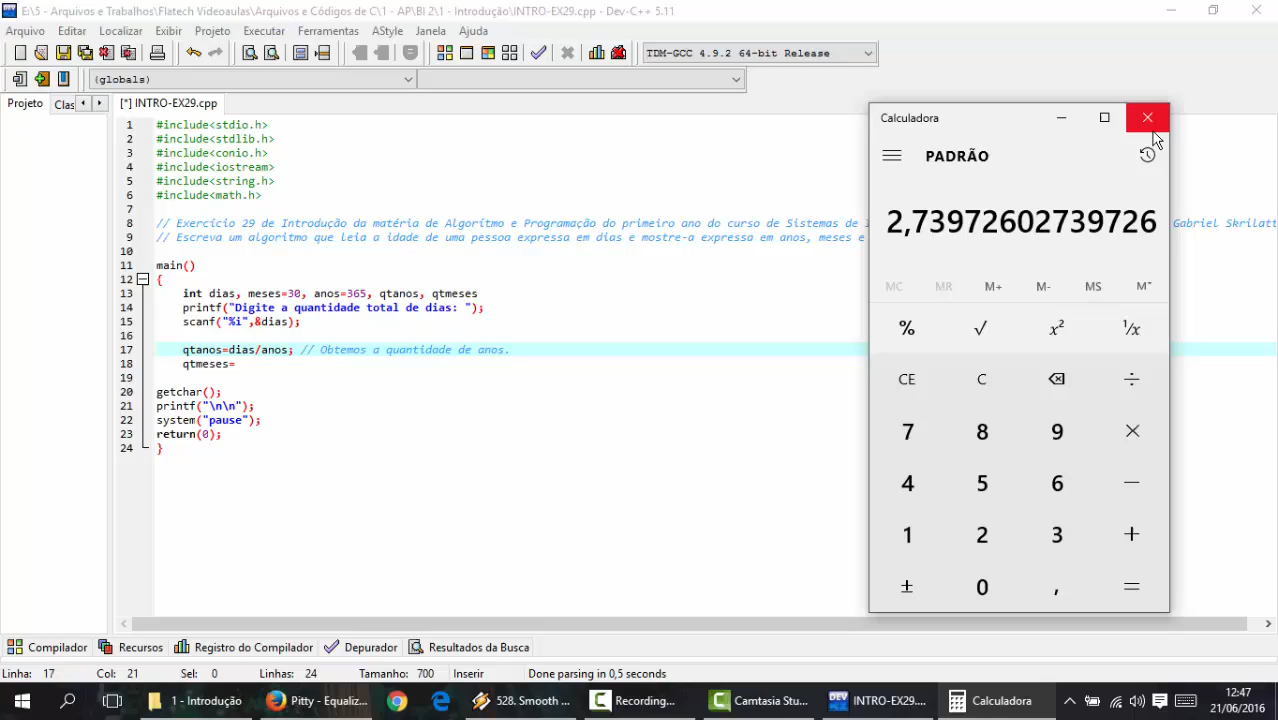 E:\5 - Arquivos e Trabalhos\Flatech Videoaulas\Arquivos e Códigos de C\1 - AP\BI 2\1 - Introdução\INTRO-EX29.cpp - Dev-C++ 5.11
Arquivo Editar Localizar Exibir Projeto Executar Ferramentas AStyle Janela Ajuda
TDM-GCC 4.9.2 64-bit Release
(globals)
Projeto Clas [*] INTRO-EX29.cpp
1 #include<stdio.h>
2 #include<stdlib.h>
3 #include<conio.h>
4 #include<iostream>
5 #include<string.h>
6 #include<math.h>
7
8 // Exercício 29 de Introdução da matéria de Algorítmo e Programação do primeiro ano do curso de Sistemas de Gabriel Skrilatt
9 // Escreva um algoritmo que leia a idade de uma pessoa expressa em dias e mostre-a expressa em anos, meses e
10
11 main()
12 {
13 int dias, meses=30, anos=365, qtanos, qtmeses
14 printf("Digite a quantidade total de dias: ");
15 scanf("%i",&dias);
16
17 qtanos=dias/anos; // Obtemos a quantidade de anos.
18 qtmeses=
19
20 getchar();
21 printf("\n\n");
22 system("pause");
23 return(0);
24 }
Calculadora
PADRÃO
2,73972602739726
MC MR M+ M- MS M˅
% √ x² ¹/x
CE C ÷
7 8 9 ×
4 5 6 −
1 2 3 +
± 0 , =
Compilador Recursos Registro do Compilador Depurador Resultados da Busca
Linha: 17 Col: 21 Sel: 0 Linhas: 24 Tamanho: 700 Inserir Done parsing in 0,5 seconds
1 - Introdução Pitty - Equaliz... 528. Smooth ... Recording... Camtasia Stu... DEV INTRO-EX29.... Calculadora
12:47
21/06/2016